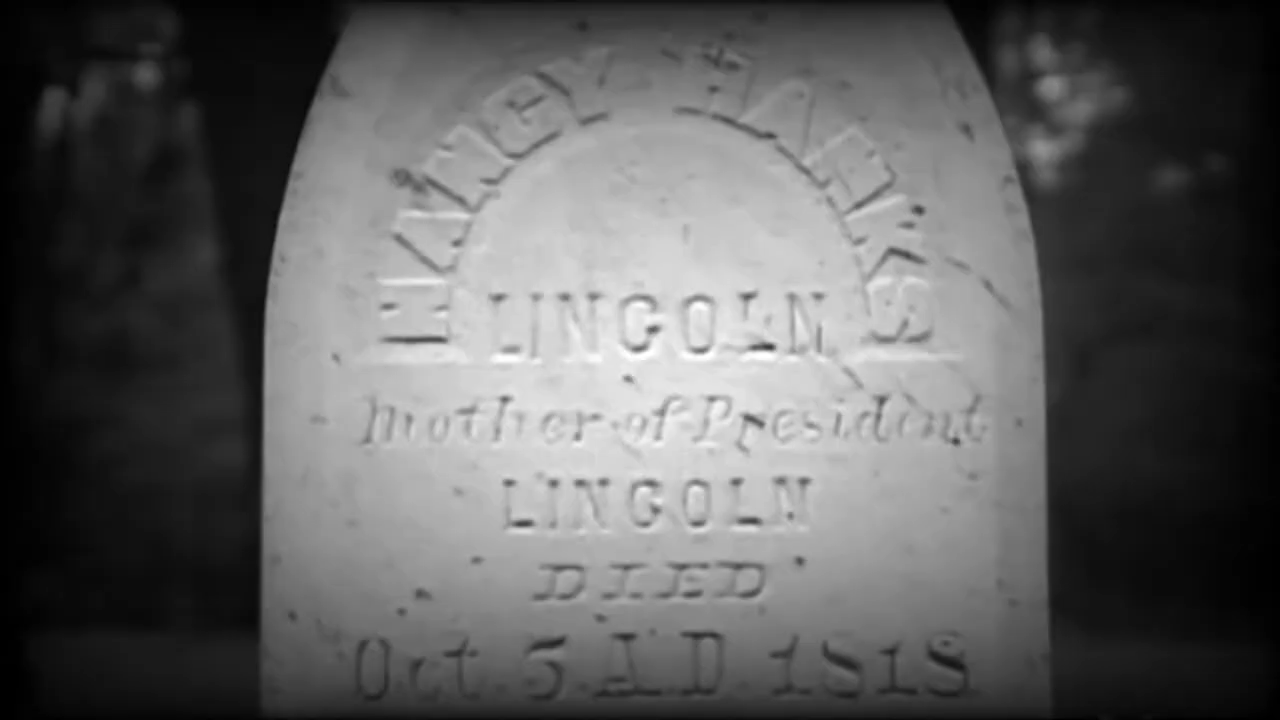 NANCY HANKS
LINCOLN
Mother of President
LINCOLN
DIED
Oct 5 A D 1818